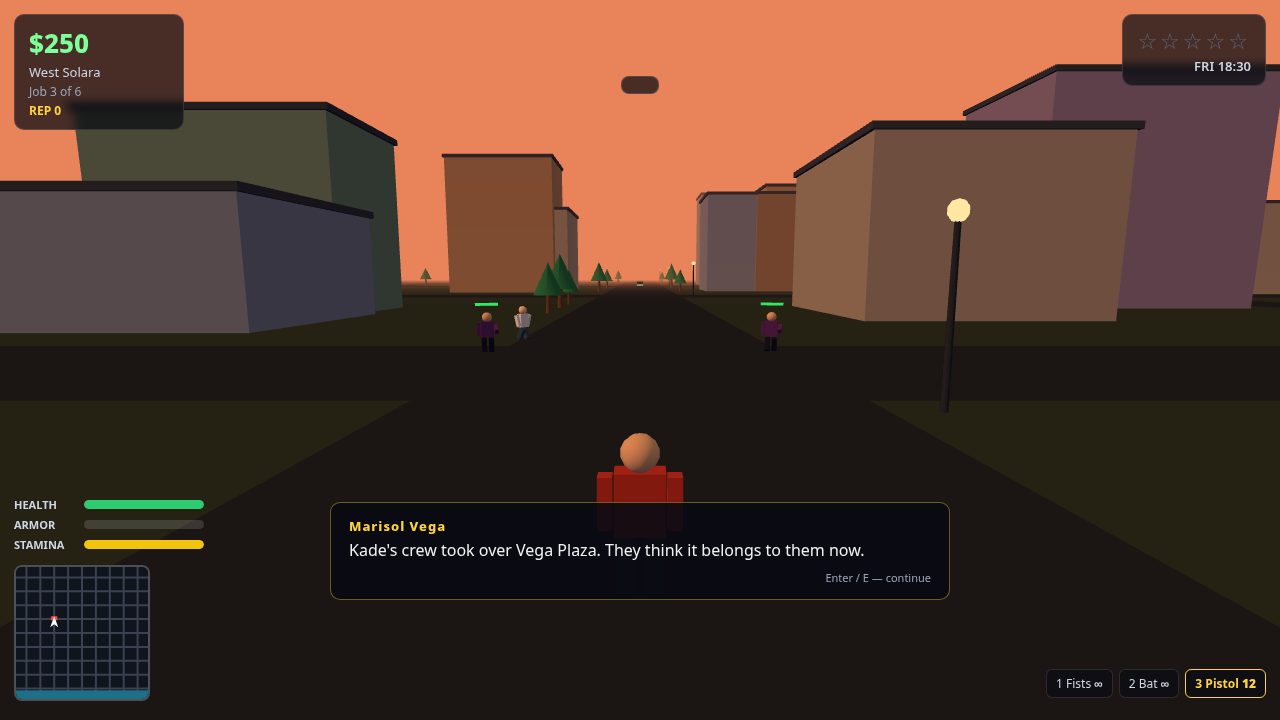 $250
West Solara
Job 3 of 6
REP 0
☆☆☆☆☆
FRI 18:30
HEALTH
ARMOR
STAMINA
Marisol Vega
Kade's crew took over Vega Plaza. They think it belongs to them now.
Enter / E — continue
1 Fists ∞ 2 Bat ∞ 3 Pistol 12